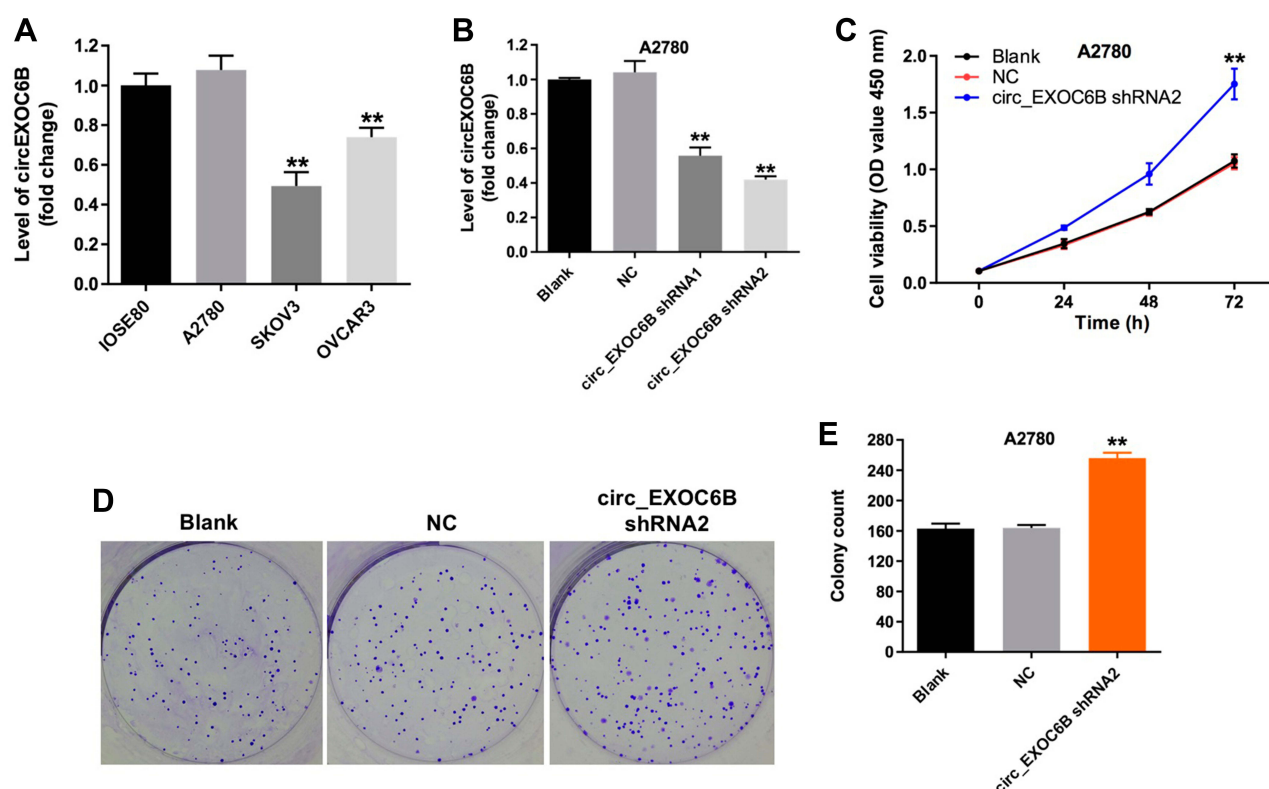 A
Level of circEXOC6B
(fold change)
1.2
1.0
0.8
0.6
0.4
0.2
0.0
**
**
IOSE80
A2780
SKOV3
OVCAR3
B
A2780
Level of circEXOC6B
(fold change)
1.2
1.0
0.8
0.6
0.4
0.2
0.0
**
**
Blank
NC
circ_EXOC6B shRNA1
circ_EXOC6B shRNA2
C
A2780
Cell viability (OD value 450 nm)
2.0
1.5
1.0
0.5
0.0
Blank
NC
circ_EXOC6B shRNA2
**
0 24 48 72
Time (h)
D
Blank
NC
circ_EXOC6B
shRNA2
E
A2780
Colony count
280
240
200
160
120
80
40
0
**
Blank
NC
circ_EXOC6B shRNA2